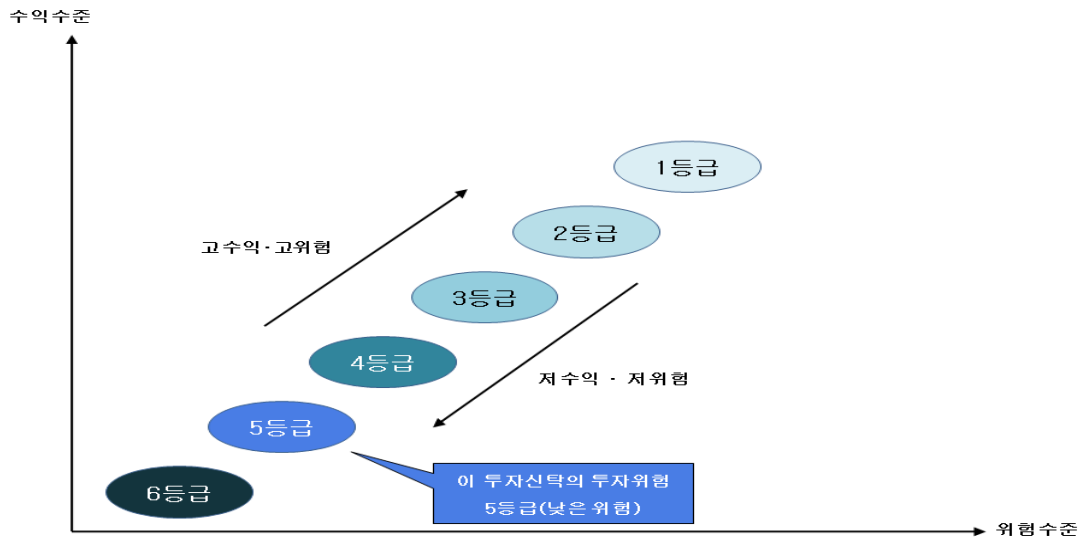 수익수준
1등급
2등급
고수익·고위험
3등급
4등급
저수익 · 저위험
5등급
이 투자신탁의 투자위험
5등급(낮은 위험)
6등급
위험수준